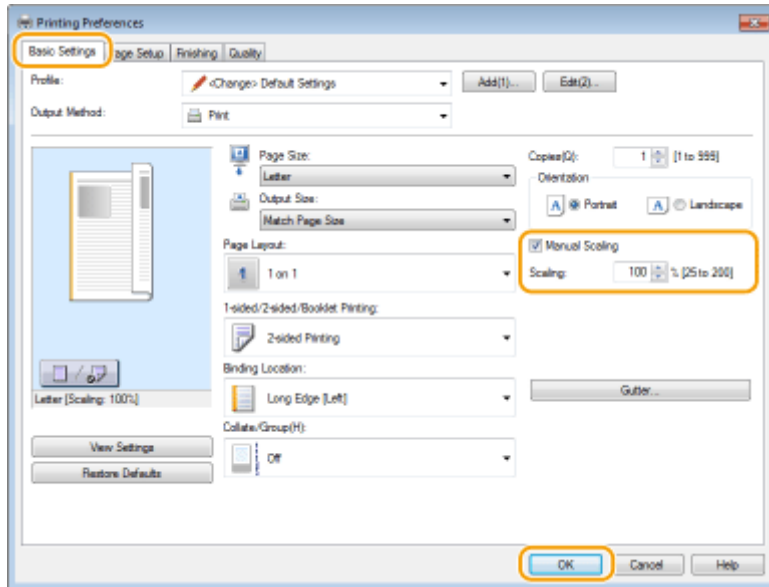 Printing Preferences
Basic Settings
age Setup
Finishing
Quality
Profile:
<Change> Default Settings
Add(1)...
Edit(2)...
Output Method:
Print
Page Size:
Letter
Output Size:
Match Page Size
Page Layout:
1 on 1
1-sided/2-sided/Booklet Printing:
2-sided Printing
Binding Location:
Long Edge [Left]
Collate/Group(H):
Off
Copies(Q):
1
[1 to 999]
Orientation
A
Portrait
A
Landscape
Manual Scaling
Scaling:
100
% [25 to 200]
Gutter...
Letter [Scaling: 100%]
View Settings
Restore Defaults
OK
Cancel
Help